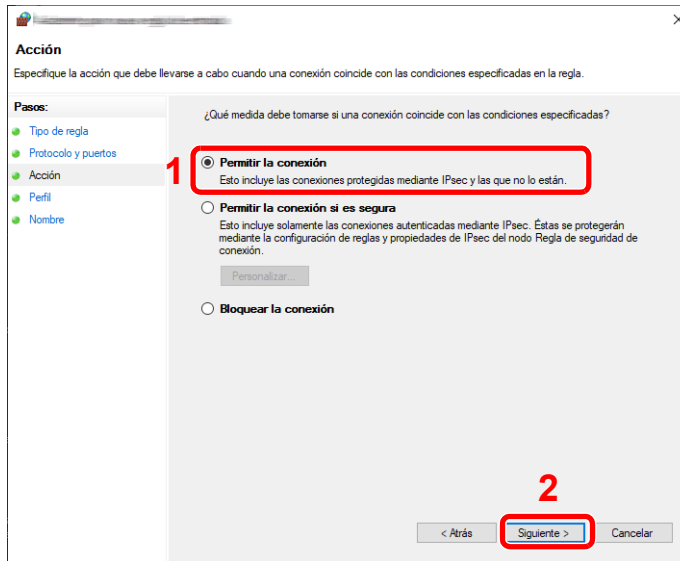 Acción
Especifique la acción que debe llevarse a cabo cuando una conexión coincide con las condiciones especificadas en la regla.
Pasos:
Tipo de regla
Protocolo y puertos
Acción
Perfil
Nombre
¿Qué medida debe tomarse si una conexión coincide con las condiciones especificadas?
1
Permitir la conexión
Esto incluye las conexiones protegidas mediante IPsec y las que no lo están.
Permitir la conexión si es segura
Esto incluye solamente las conexiones autenticadas mediante IPsec. Éstas se protegerán
mediante la configuración de reglas y propiedades de IPsec del nodo Regla de seguridad de
conexión.
Personalizar...
Bloquear la conexión
2
< Atrás
Siguiente >
Cancelar